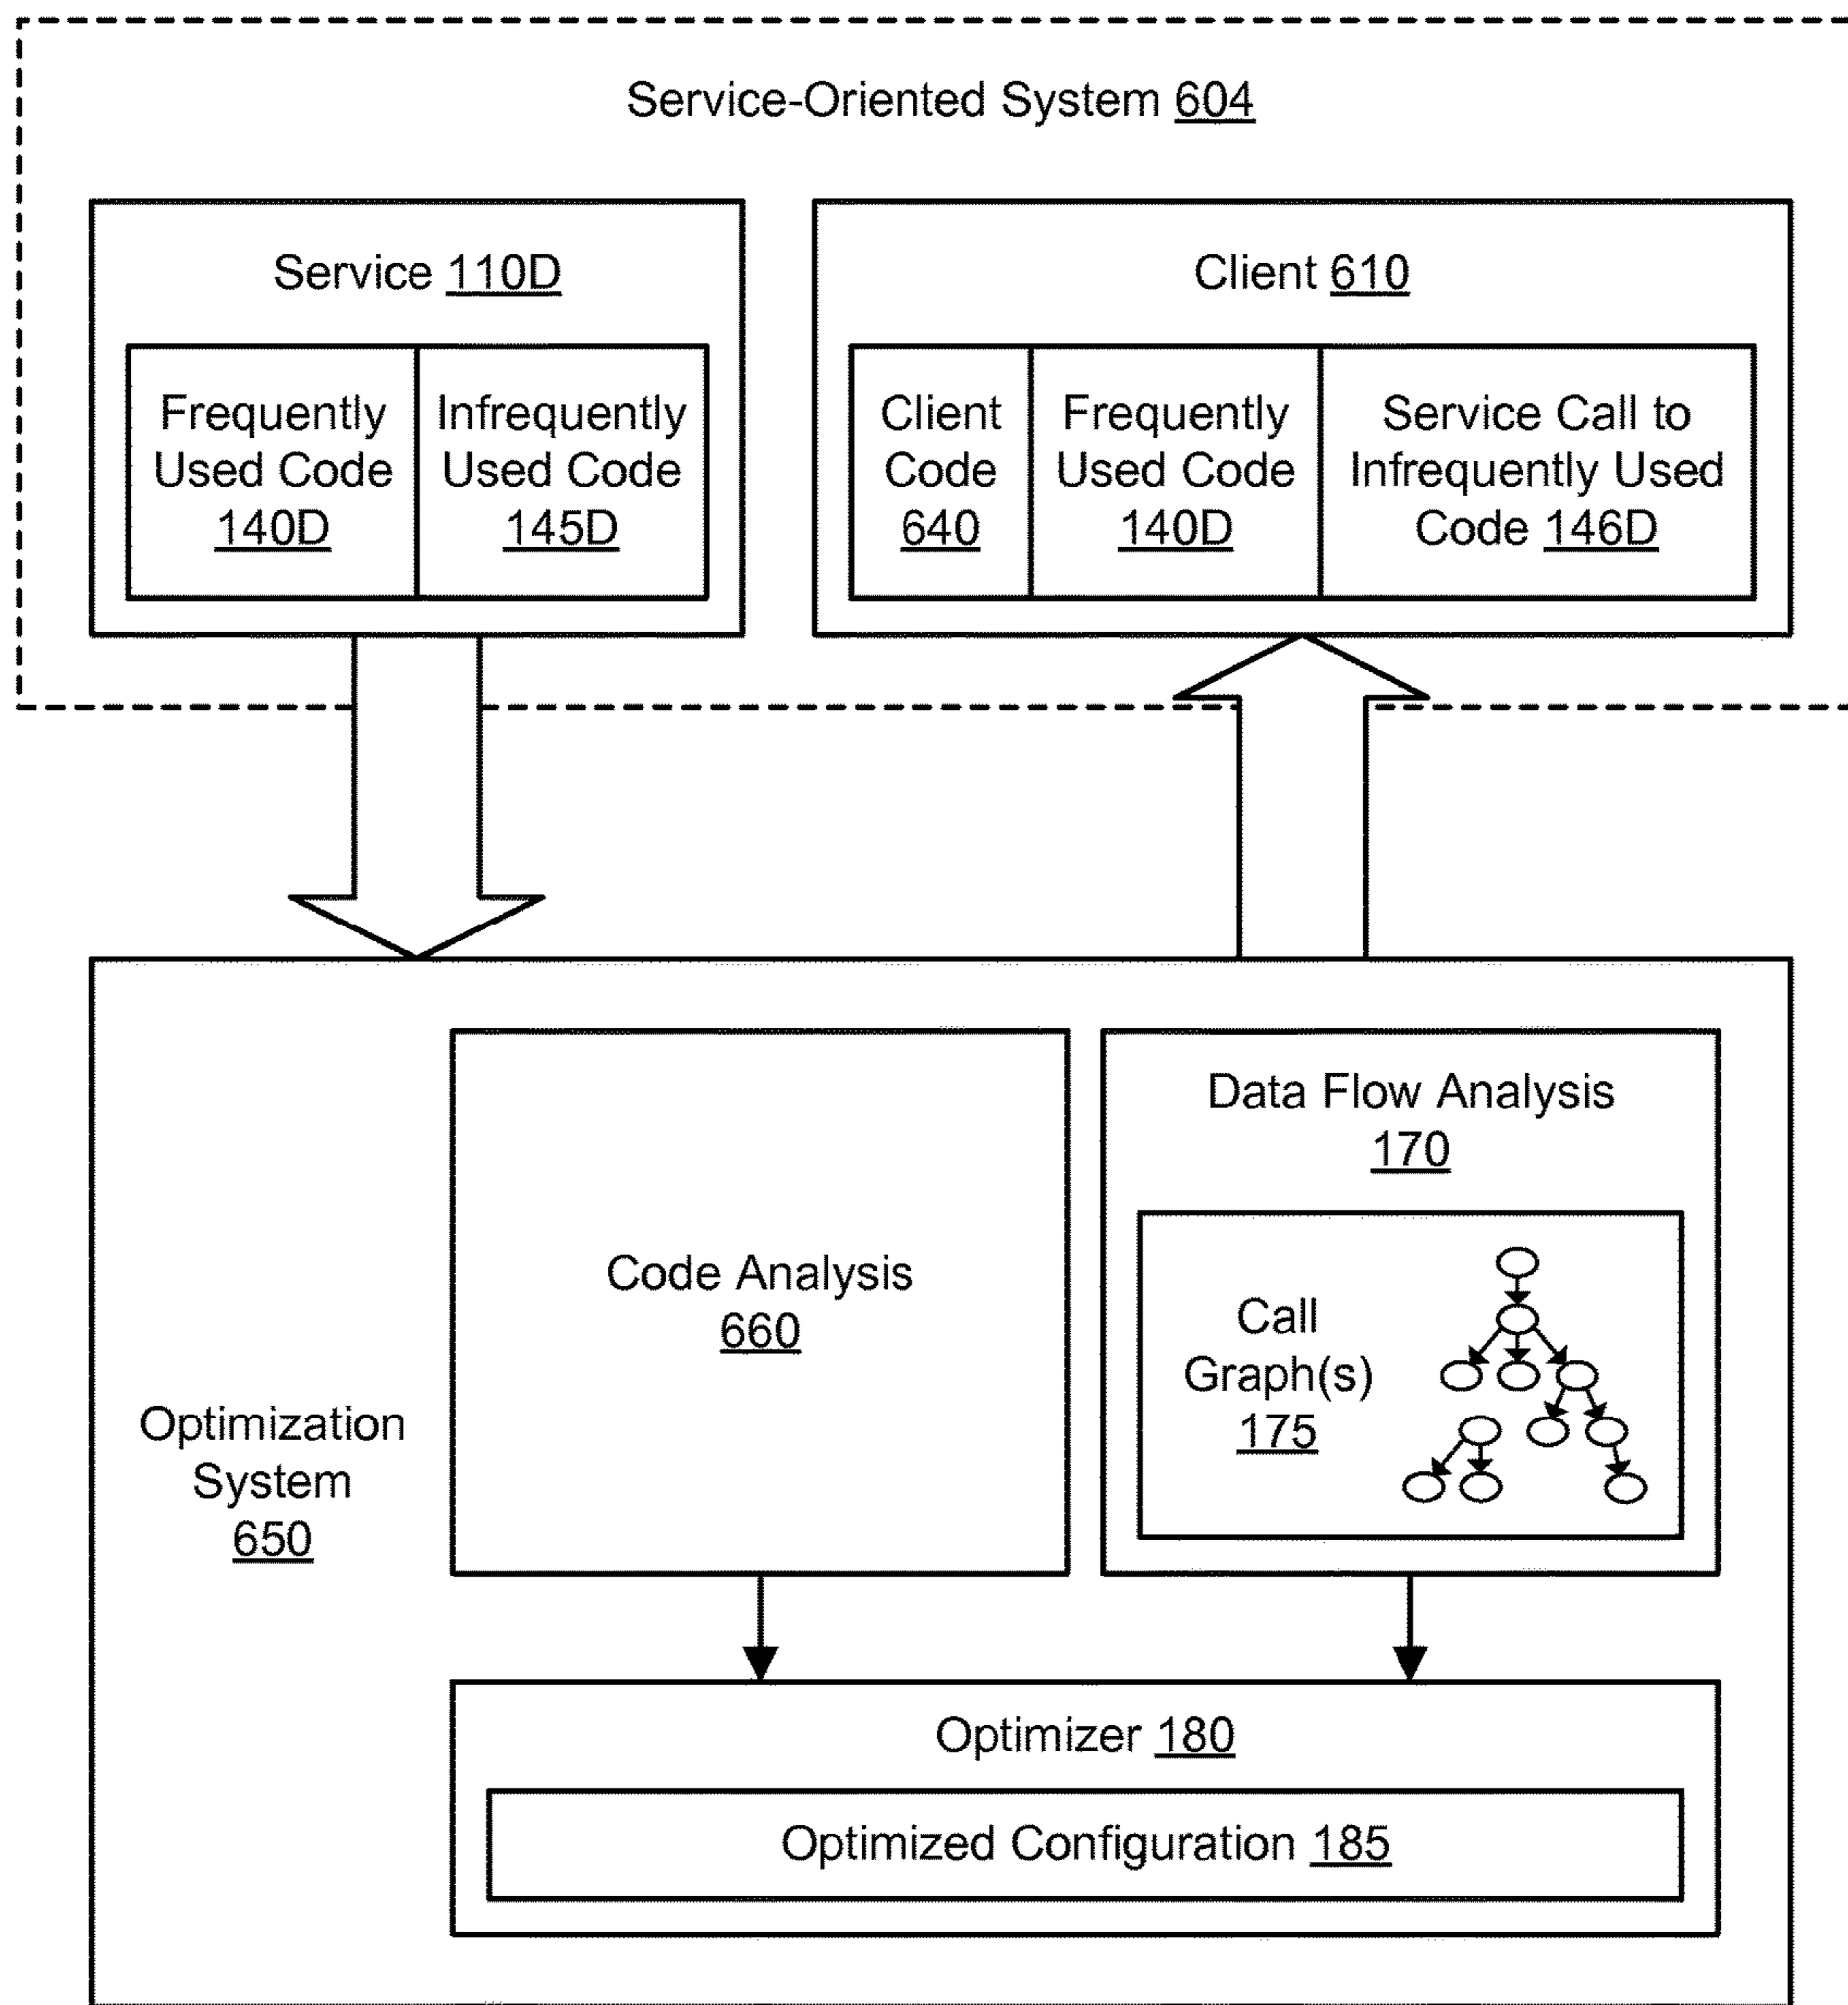 Service-Oriented System 604
Service 110D
Frequently
Used Code
140D
Infrequently
Used Code
145D
Client 610
Client
Code
640
Frequently
Used Code
140D
Service Call to
Infrequently Used
Code 146D
Optimization
System
650
Code Analysis
660
Data Flow Analysis
170
Call
Graph(s)
175
Optimizer 180
Optimized Configuration 185